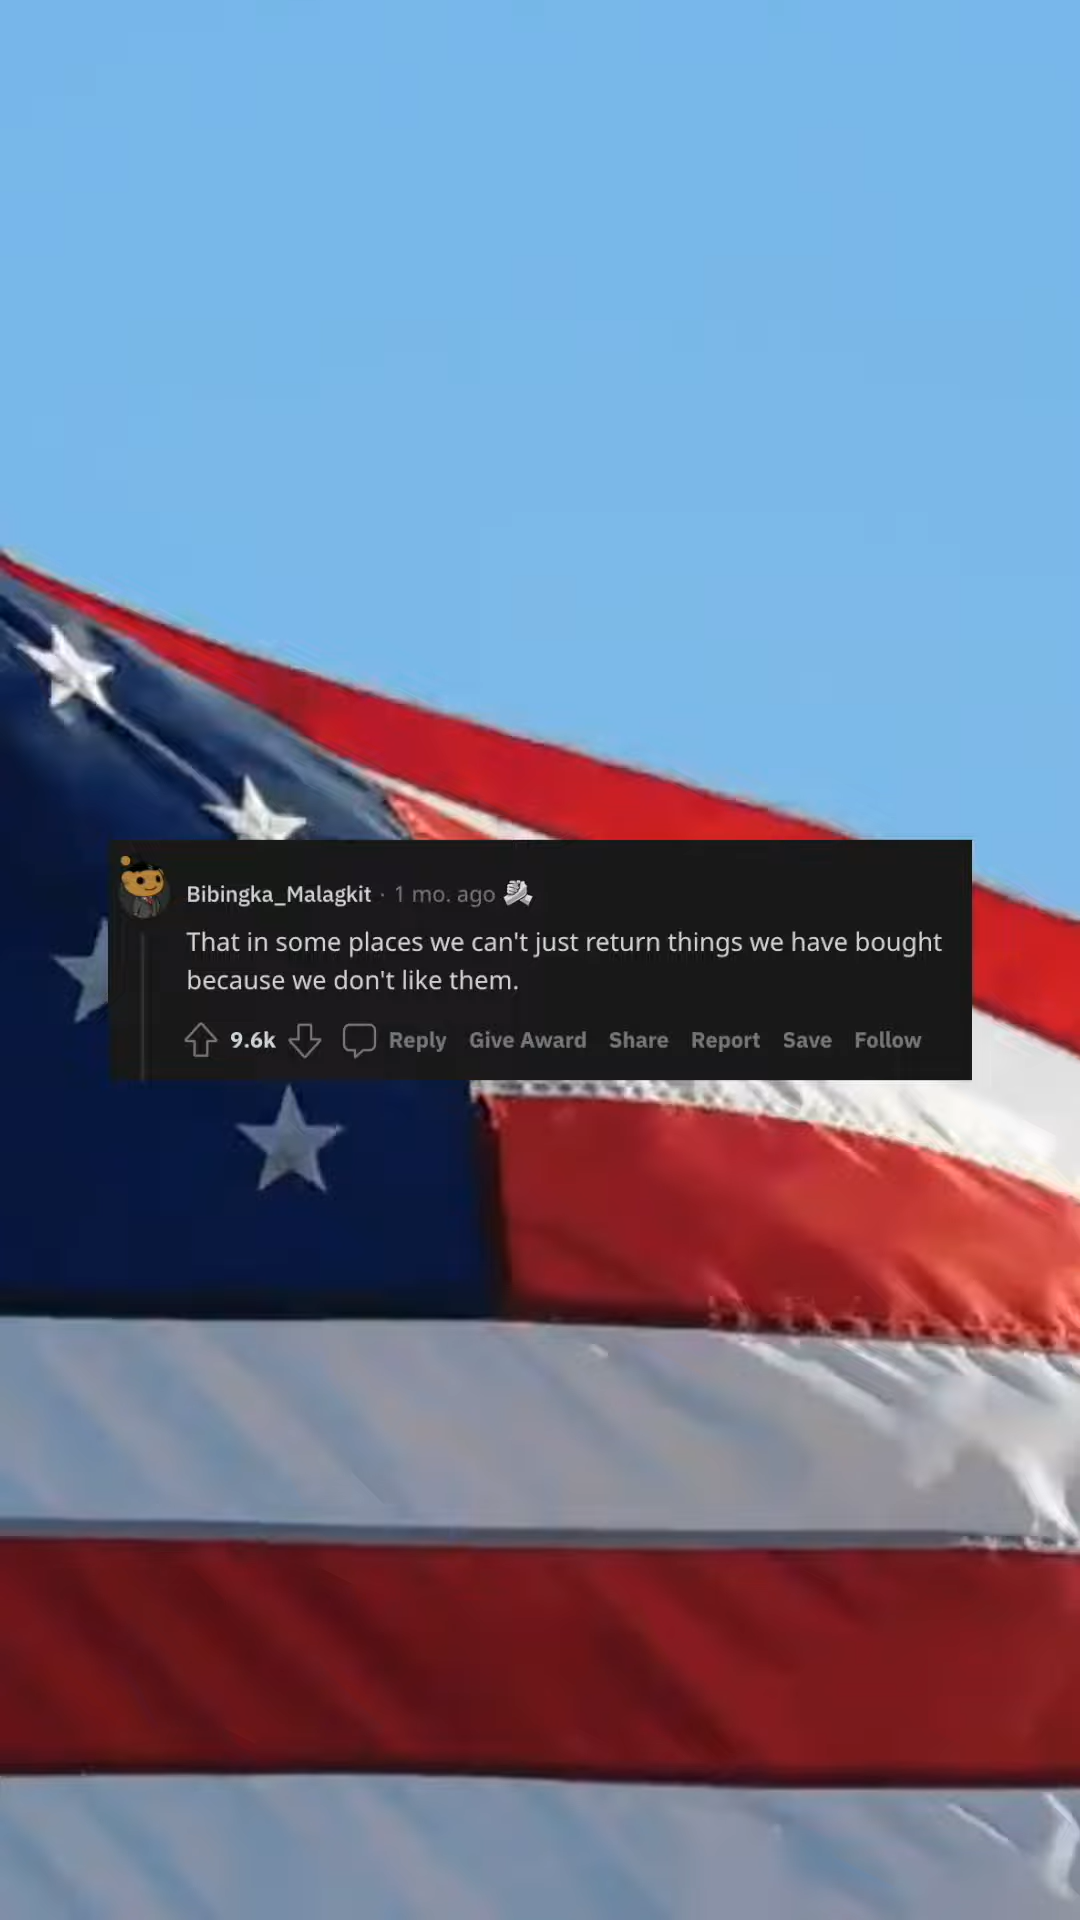 Bibingka_Malagkit · 1 mo. ago
That in some places we can't just return things we have bought
because we don't like them.
9.6k Reply Give Award Share Report Save Follow